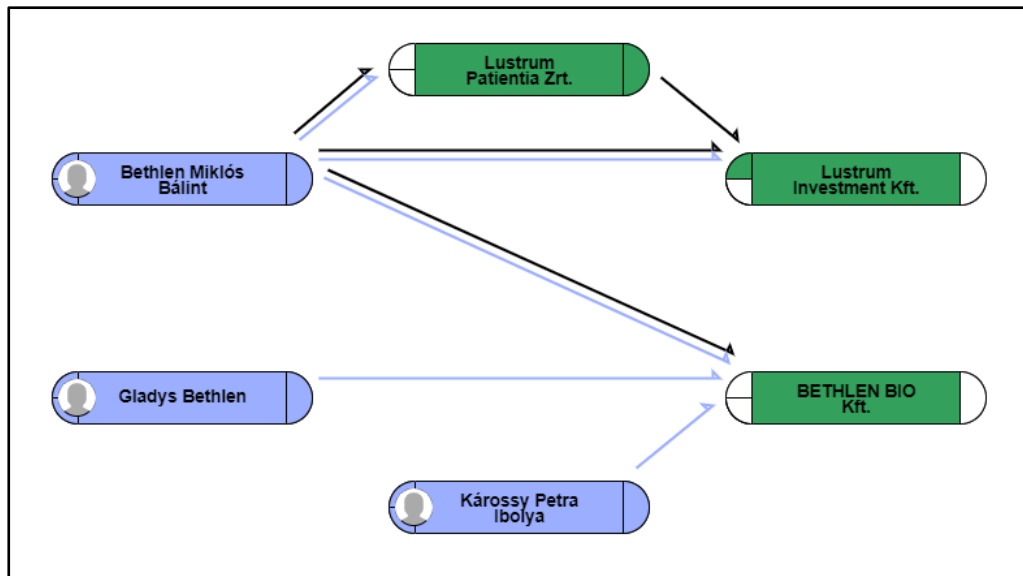 Lustrum
Patientia Zrt.
Bethlen Miklós
Bálint
Lustrum
Investment Kft.
Gladys Bethlen
BETHLEN BIO
Kft.
Károssy Petra
Ibolya